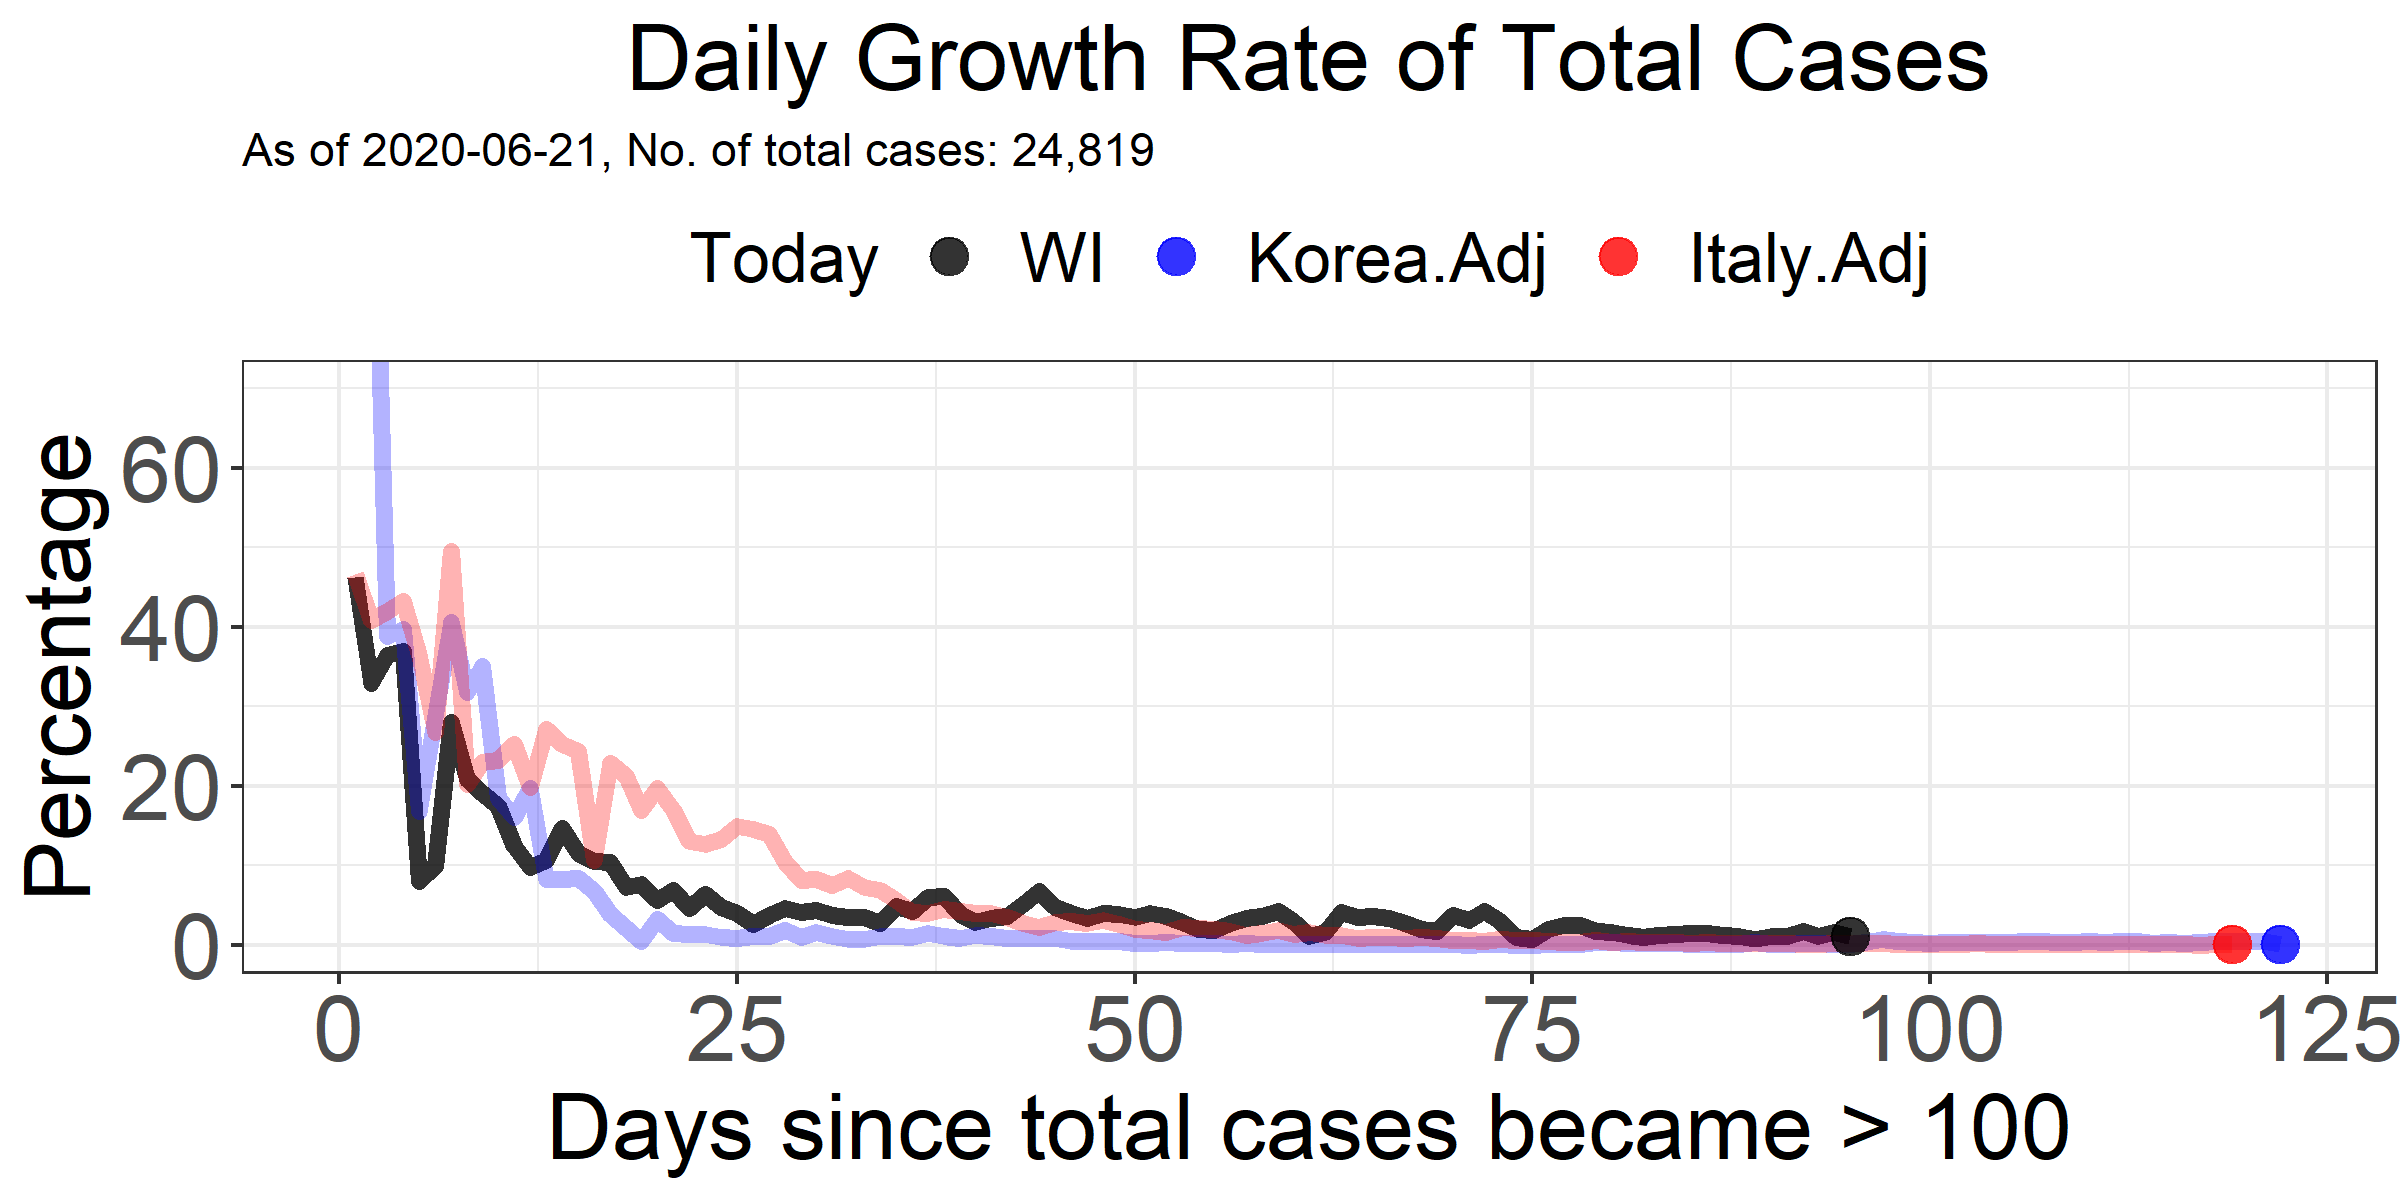 Daily Growth Rate of Total Cases
As of 2020-06-21, No. of total cases: 24,819
Today WI Korea.Adj Italy.Adj
Percentage
60
40
20
0
0 25 50 75 100 125
Days since total cases became > 100